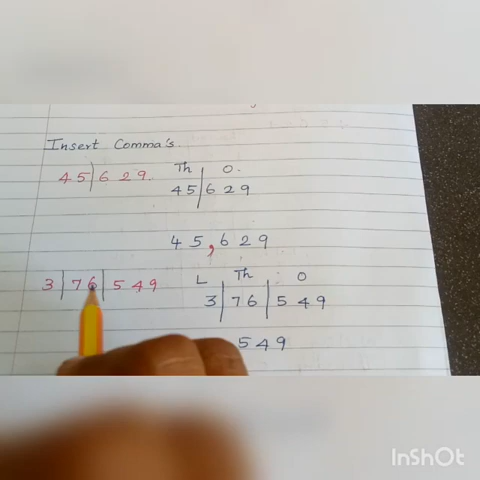 Insert Comma's.
45|629. Th | O.
45|629
45,629
3|76|549 L Th O
3|76|549
549
InShOt